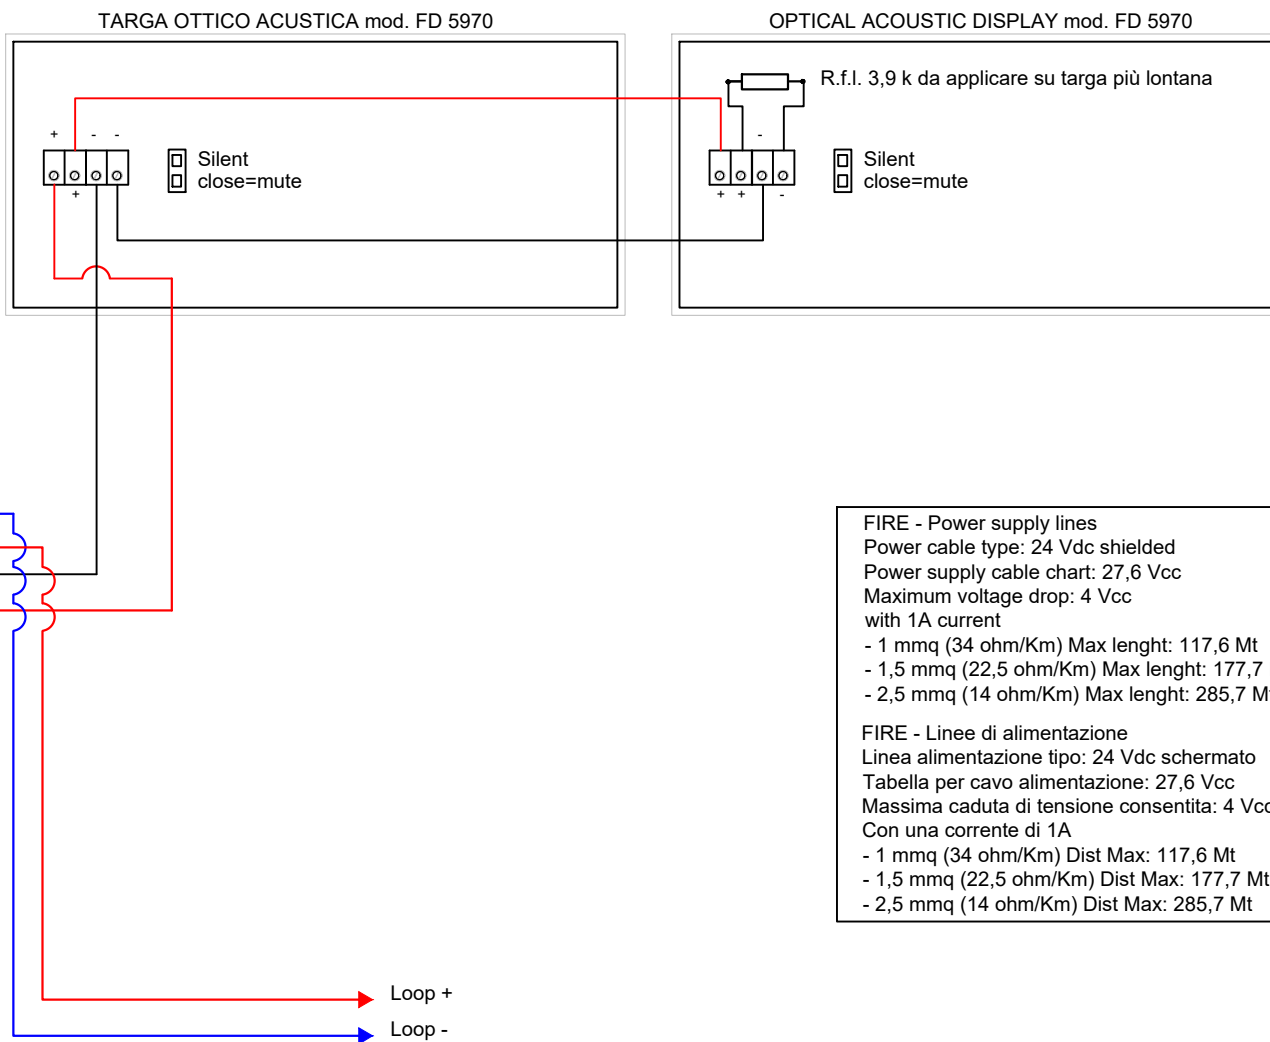 TARGA OTTICO ACUSTICA mod. FD 5970
OPTICAL ACOUSTIC DISPLAY mod. FD 5970
R.f.l. 3,9 k da applicare su targa più lontana
+ - -
+
Silent
close=mute
-
+ + -
Silent
close=mute
FIRE - Power supply lines
Power cable type: 24 Vdc shielded
Power supply cable chart: 27,6 Vcc
Maximum voltage drop: 4 Vcc
with 1A current
- 1 mmq (34 ohm/Km) Max lenght: 117,6 Mt
- 1,5 mmq (22,5 ohm/Km) Max lenght: 177,7
- 2,5 mmq (14 ohm/Km) Max lenght: 285,7 Mt
FIRE - Linee di alimentazione
Linea alimentazione tipo: 24 Vdc schermato
Tabella per cavo alimentazione: 27,6 Vcc
Massima caduta di tensione consentita: 4 Vcc
Con una corrente di 1A
- 1 mmq (34 ohm/Km) Dist Max: 117,6 Mt
- 1,5 mmq (22,5 ohm/Km) Dist Max: 177,7 Mt
- 2,5 mmq (14 ohm/Km) Dist Max: 285,7 Mt
Loop +
Loop -